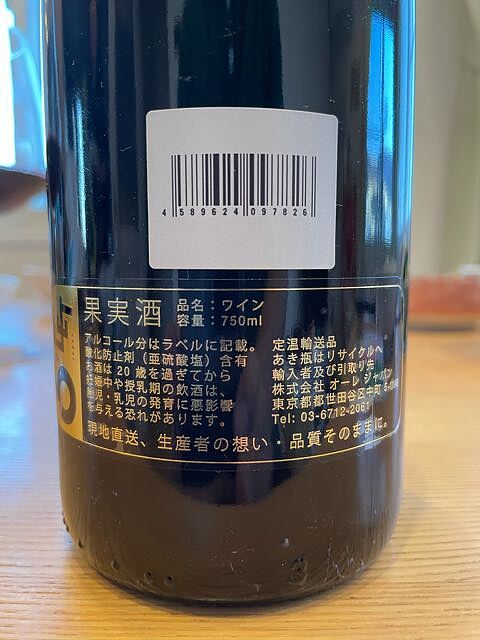 4 589624 097826
果実酒
品名：ワイン
容量：750ml
アルコール分はラベルに記載。
酸化防止剤（亜硫酸塩）含有
お酒は20歳を過ぎてから
妊娠中や授乳期の飲酒は、
胎児・乳児の発育に悪影響
を与える恐れがあります。
定温輸送品
あき瓶はリサイクルへ
輸入者及び引取り先
株式会社 オーレ ジャパン
東京都都世田谷区中町
Tel: 03-6712-2061
現地直送、生産者の想い・品質そのままに。